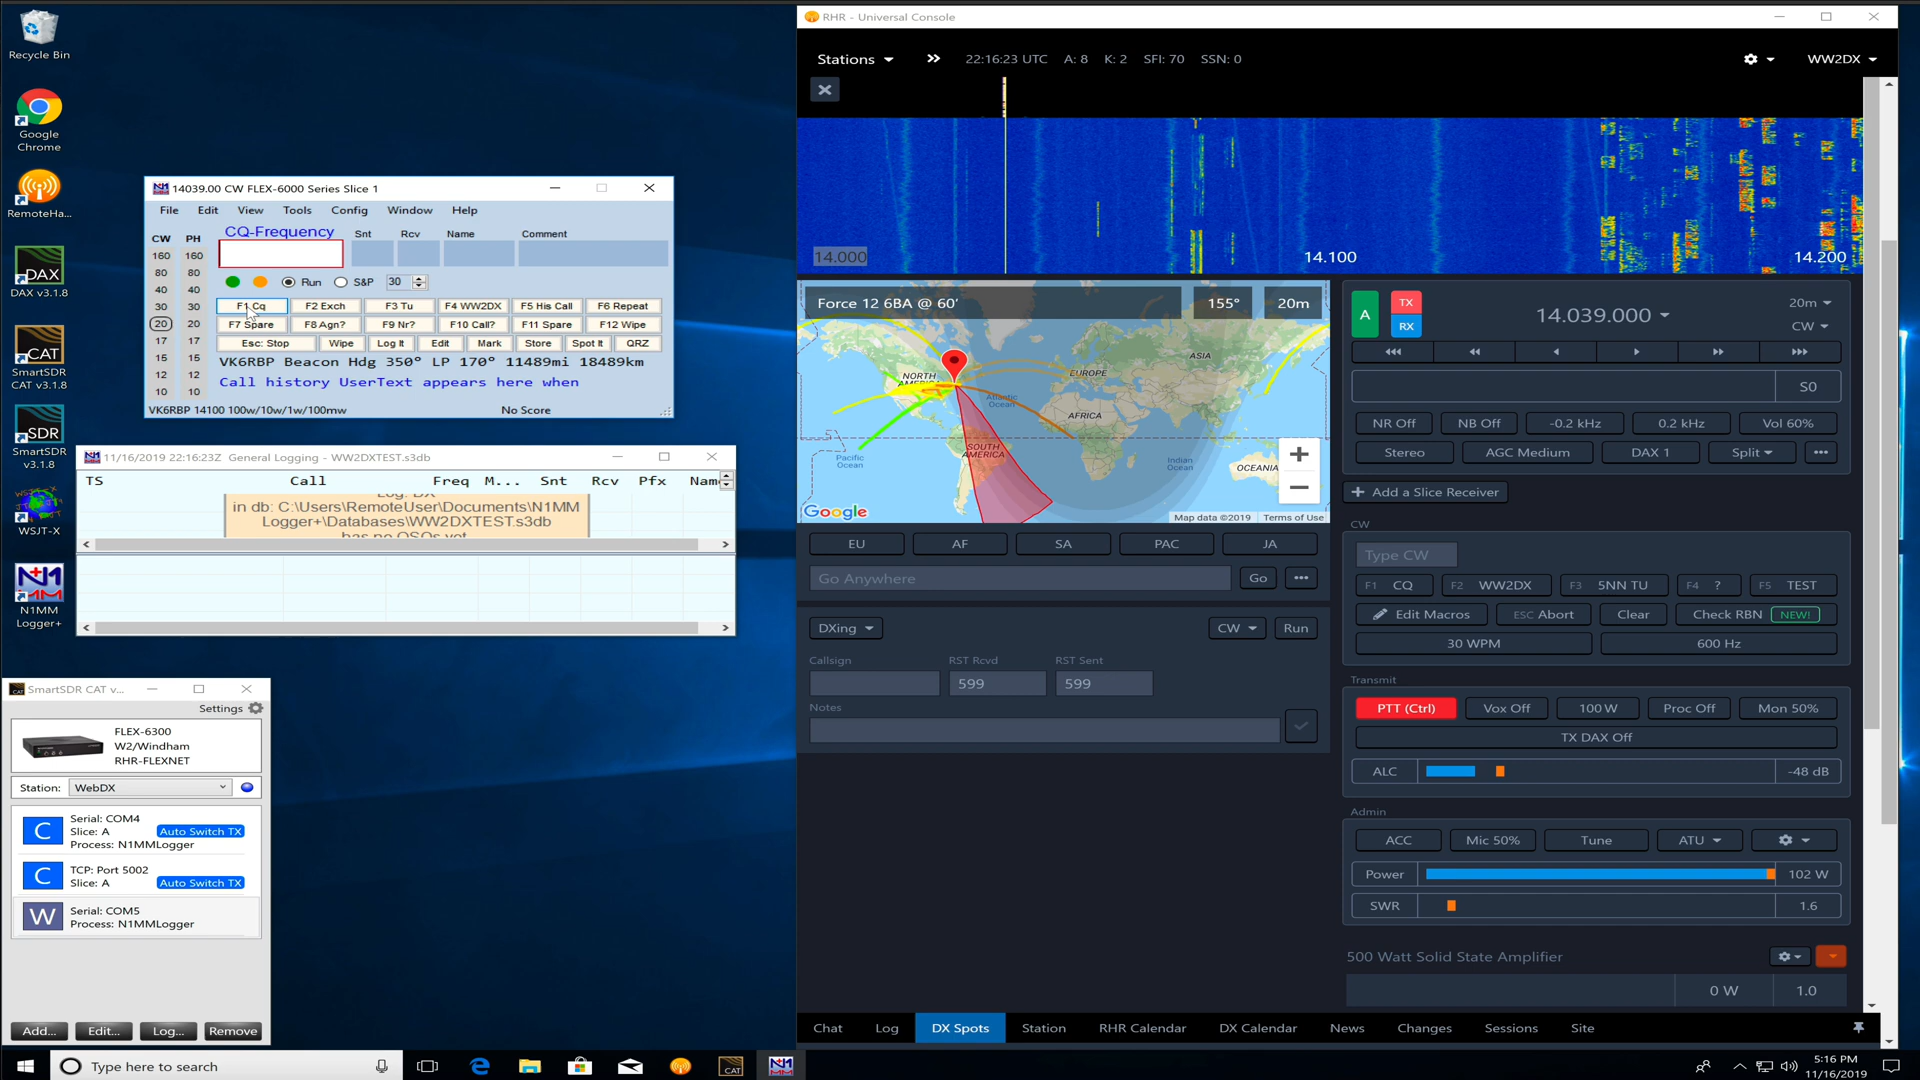 Recycle Bin
Google
Chrome
RemoteHa...
DAX
DAX v3.1.8
CAT
SmartSDR
CAT v3.1.8
SDR
SmartSDR
v3.1.8
WSJT-X
N1
MM
N1MM
Logger+
14039.00 CW FLEX-6000 Series Slice 1
File Edit View Tools Config Window Help
CW PH CQ-Frequency Snt Rcv Name Comment
160 160
80 80
40 40
Run S&P 30
30 30 F1 Cq F2 Exch F3 Tu F4 WW2DX F5 His Call F6 Repeat
20 20 F7 Spare F8 Agn? F9 Nr? F10 Call? F11 Spare F12 Wipe
17 17 Esc: Stop Wipe Log It Edit Mark Store Spot It QRZ
15 15 VK6RBP Beacon Hdg 350° LP 170° 11489mi 18489km
12 12 Call history UserText appears here when
10 10
VK6RBP 14100 100w/10w/1w/100mw No Score
11/16/2019 22:16:23Z General Logging - WW2DXTEST.s3db
TS Call Freq M... Snt Rcv Pfx Name
Log: DX
in db: C:\Users\RemoteUser\Documents\N1MM
Logger+\Databases\WW2DXTEST.s3db
has no QSOs yet
SmartSDR CAT v...
Settings
FLEX-6300
W2/Windham
RHR-FLEXNET
Station: WebDX
C
Serial: COM4
Slice: A Auto Switch TX
Process: N1MMLogger
C
TCP: Port 5002
Slice: A Auto Switch TX
W
Serial: COM5
Process: N1MMLogger
Add... Edit... Log... Remove
RHR - Universal Console
Stations 22:16:23 UTC A: 8 K: 2 SFI: 70 SSN: 0 WW2DX
14.000 14.100 14.200
Force 12 6BA @ 60' 155° 20m
NORTH
AMERICA
EUROPE
ASIA
Atlantic
Ocean
AFRICA
SOUTH
AMERICA
Pacific
Ocean
Indian
Ocean
OCEANIA
Google
Map data ©2019 Terms of Use
EU AF SA PAC JA
Go Anywhere Go
DXing CW Run
Callsign RST Rcvd RST Sent
599 599
Notes
A TX
RX
14.039.000
20m
CW
S0
NR Off NB Off -0.2 kHz 0.2 kHz Vol 60%
Stereo AGC Medium DAX 1 Split
Add a Slice Receiver
CW
Type CW
F1 CQ F2 WW2DX F3 5NN TU F4 ? F5 TEST
Edit Macros ESC Abort Clear Check RBN NEW!
30 WPM 600 Hz
Transmit
PTT (Ctrl) Vox Off 100 W Proc Off Mon 50%
TX DAX Off
ALC -48 dB
Admin
ACC Mic 50% Tune ATU
Power 102 W
SWR 1.6
500 Watt Solid State Amplifier
0 W 1.0
Chat Log DX Spots Station RHR Calendar DX Calendar News Changes Sessions Site
Type here to search
CAT
N1
MM
5:16 PM
11/16/2019